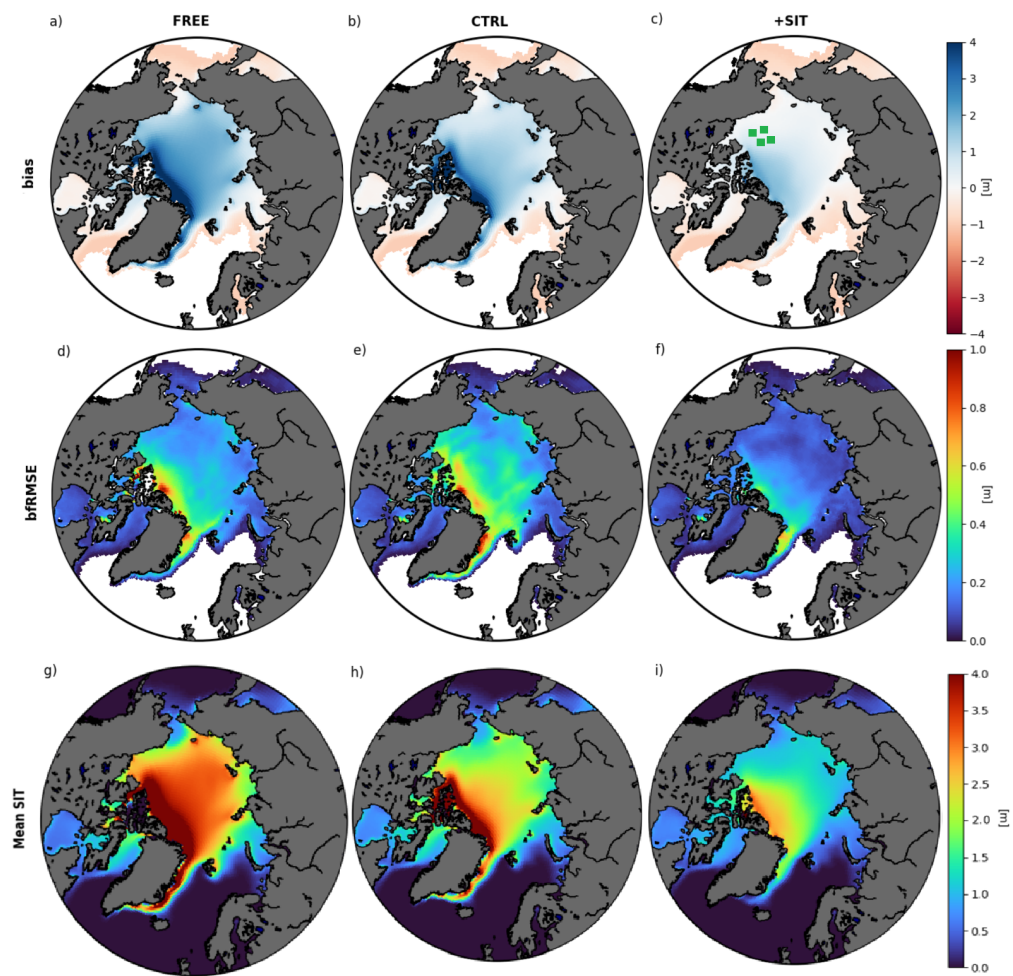 FREE
CTRL
+SIT
a)
b)
c)
bias
4
3
2
1
0
−1
−2
−3
−4
[m]
d)
e)
f)
bfRMSE
1.0
0.8
0.6
0.4
0.2
0.0
[m]
g)
h)
i)
Mean SIT
4.0
3.5
3.0
2.5
2.0
1.5
1.0
0.5
0.0
[m]